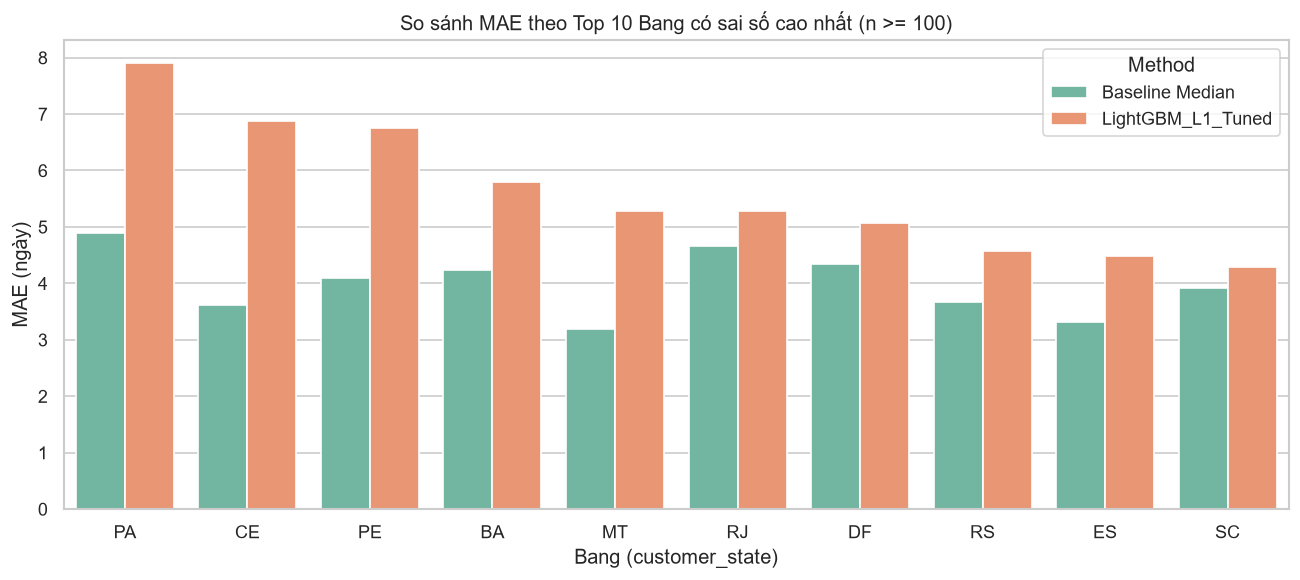 So sánh MAE theo Top 10 Bang có sai số cao nhất (n >= 100)
Method
Baseline Median
LightGBM_L1_Tuned
MAE (ngày)
8
7
6
5
4
3
2
1
0
PA CE PE BA MT RJ DF RS ES SC
Bang (customer_state)